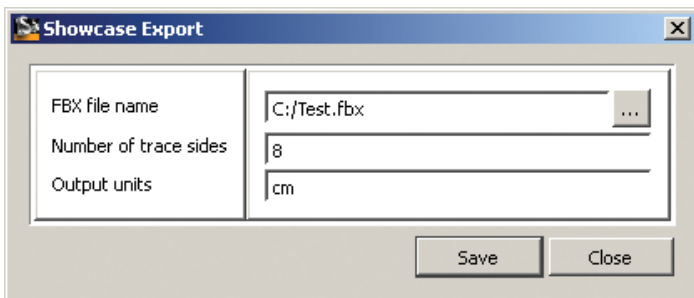 Showcase Export
FBX file name
C:/Test.fbx
...
Number of trace sides
8
Output units
cm
Save
Close